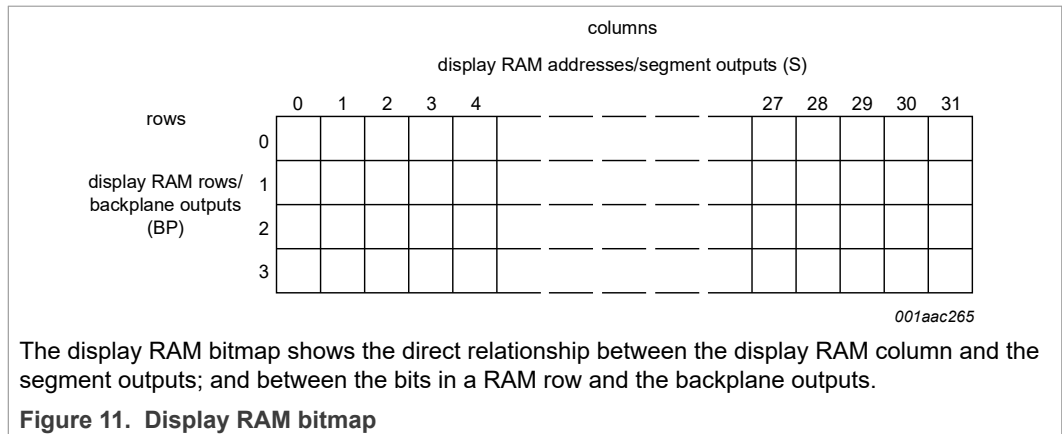 columns
display RAM addresses/segment outputs (S)
0 1 2 3 4 27 28 29 30 31
rows
0
display RAM rows/
backplane outputs
(BP)
1
2
3
001aac265
The display RAM bitmap shows the direct relationship between the display RAM column and the
segment outputs; and between the bits in a RAM row and the backplane outputs.
Figure 11. Display RAM bitmap